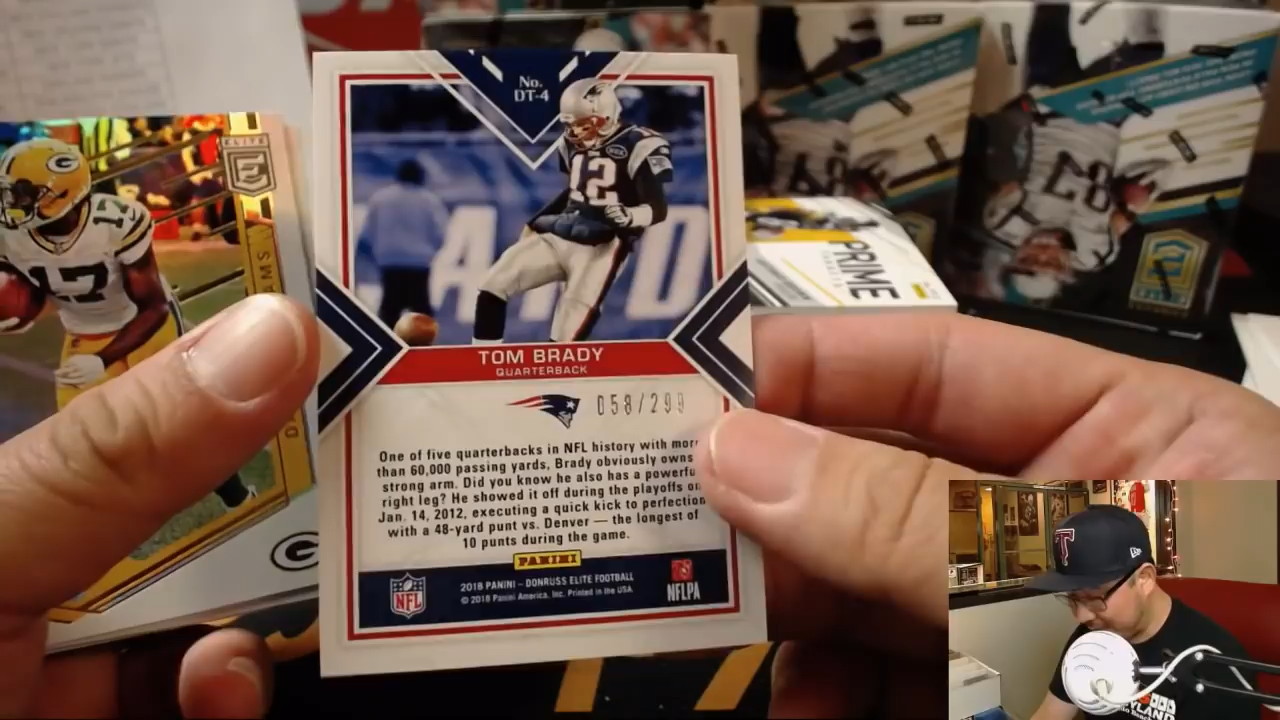 No.
DT-4
12
TOM BRADY
QUARTERBACK
058/299
One of five quarterbacks in NFL history with more
than 60,000 passing yards, Brady obviously owns
strong arm. Did you know he also has a powerfu
right leg? He showed it off during the playoffs on
Jan. 14, 2012, executing a quick kick to perfection
with a 48-yard punt vs. Denver — the longest of
10 punts during the game.
PANINI
2018 PANINI – DONRUSS ELITE FOOTBALL
© 2018 Panini America, Inc. Printed in the USA.
NFL
NFLPA
ELITE
E
G
17
17
G
PRIME
TARGETS
87
T